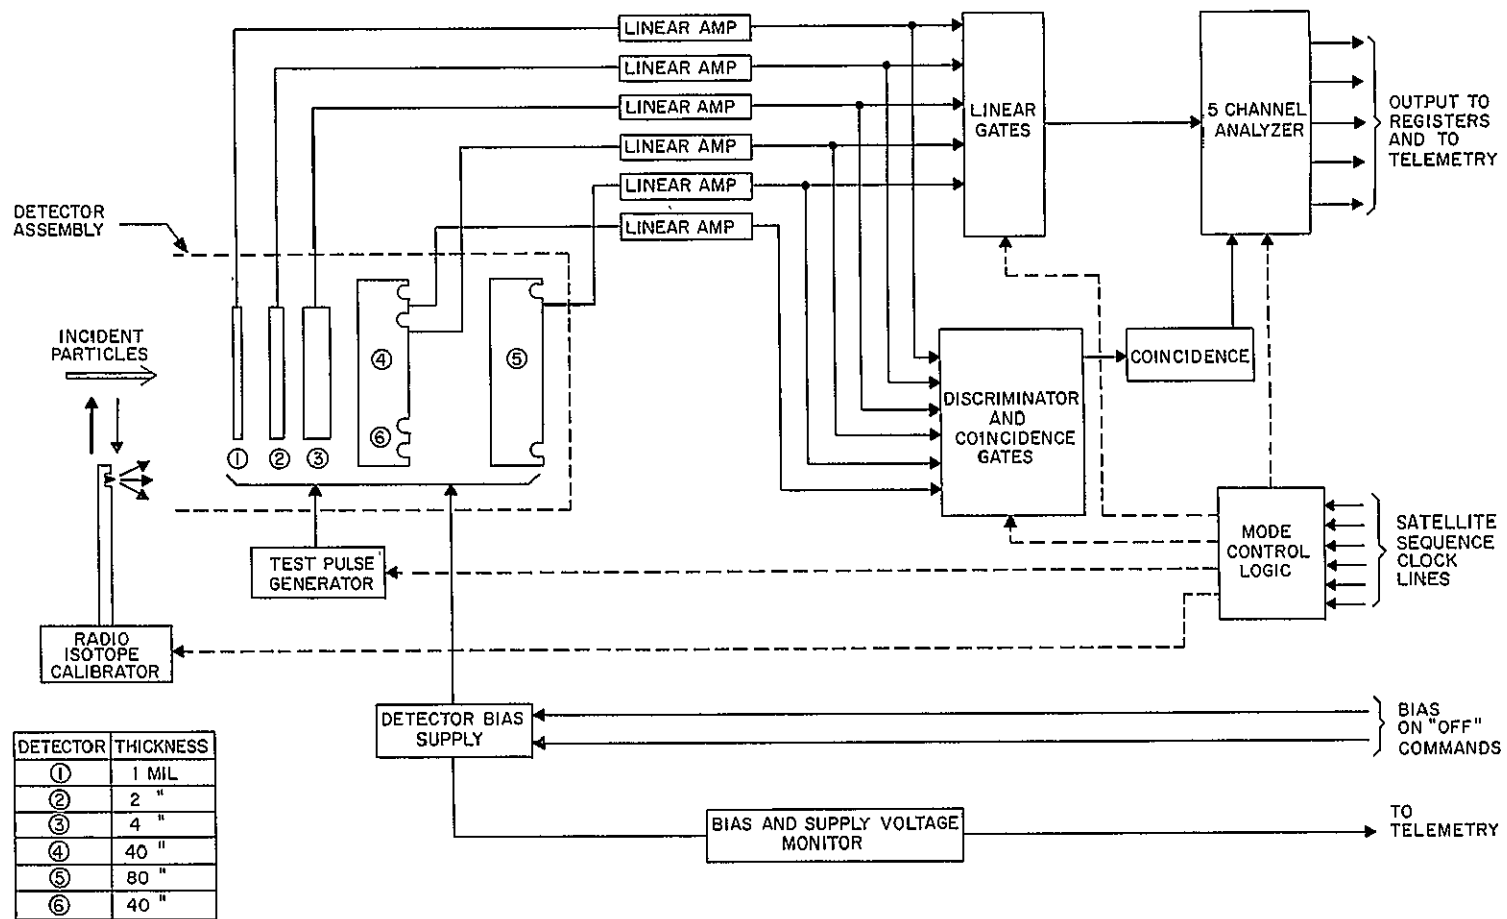 LINEAR AMP
LINEAR AMP
LINEAR AMP
LINEAR AMP
LINEAR AMP
LINEAR AMP
LINEAR
GATES
5 CHANNEL
ANALYZER
OUTPUT TO
REGISTERS
AND TO
TELEMETRY
DETECTOR
ASSEMBLY
INCIDENT
PARTICLES
1
2
3
4
6
5
DISCRIMINATOR
AND
COINCIDENCE
GATES
COINCIDENCE
MODE
CONTROL
LOGIC
SATELLITE
SEQUENCE
CLOCK
LINES
TEST PULSE
GENERATOR
RADIO
ISOTOPE
CALIBRATOR
DETECTOR BIAS
SUPPLY
BIAS
ON "OFF"
COMMANDS
BIAS AND SUPPLY VOLTAGE
MONITOR
TO
TELEMETRY
DETECTOR THICKNESS
1 1 MIL
2 2 "
3 4 "
4 40 "
5 80 "
6 40 "